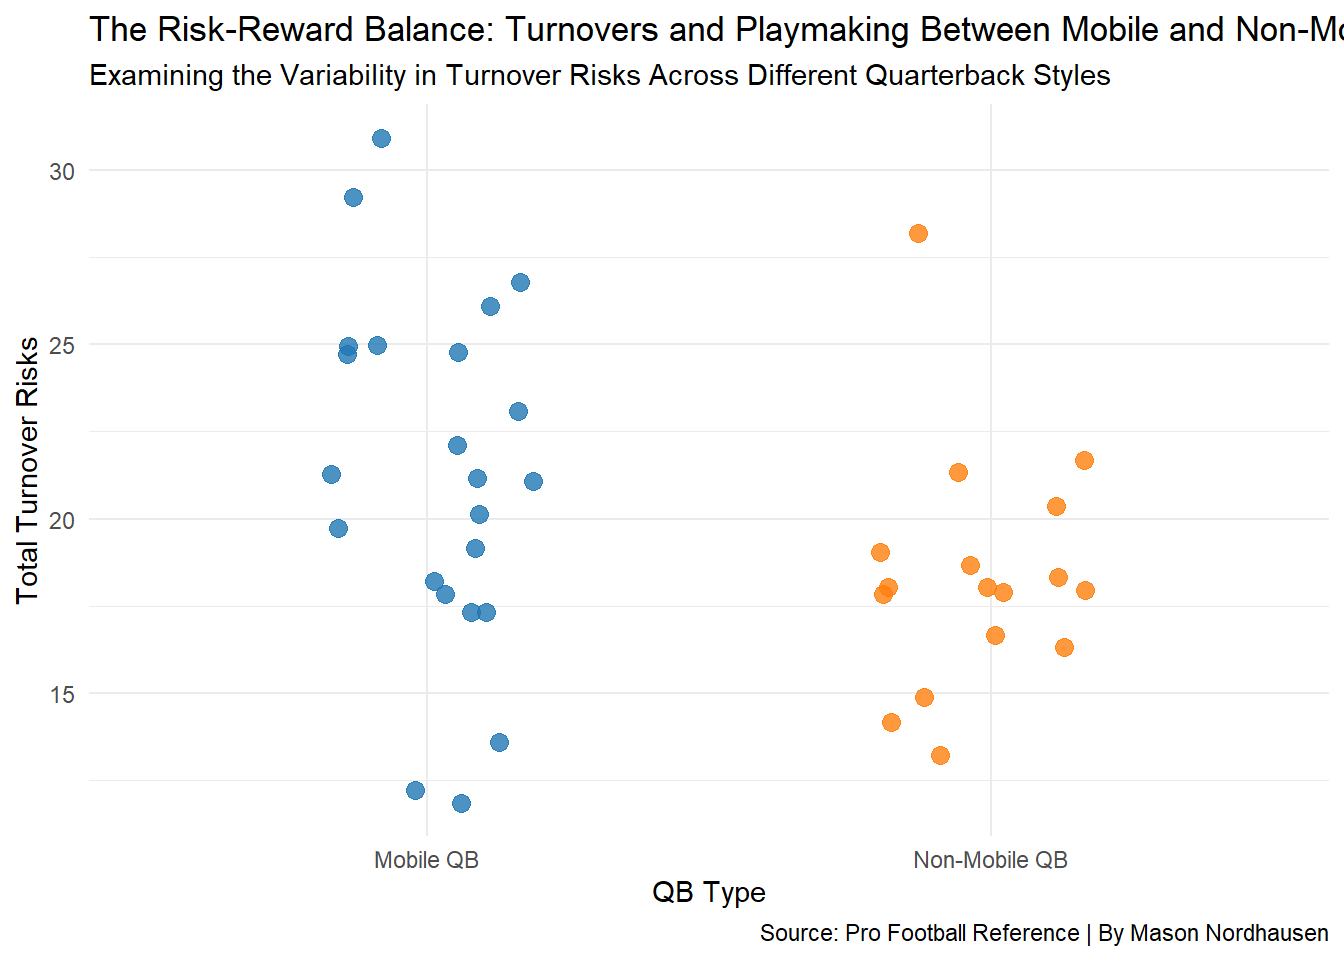 The Risk-Reward Balance: Turnovers and Playmaking Between Mobile and Non-Mo
Examining the Variability in Turnover Risks Across Different Quarterback Styles
Total Turnover Risks
30
25
20
15
Mobile QB
Non-Mobile QB
QB Type
Source: Pro Football Reference | By Mason Nordhausen